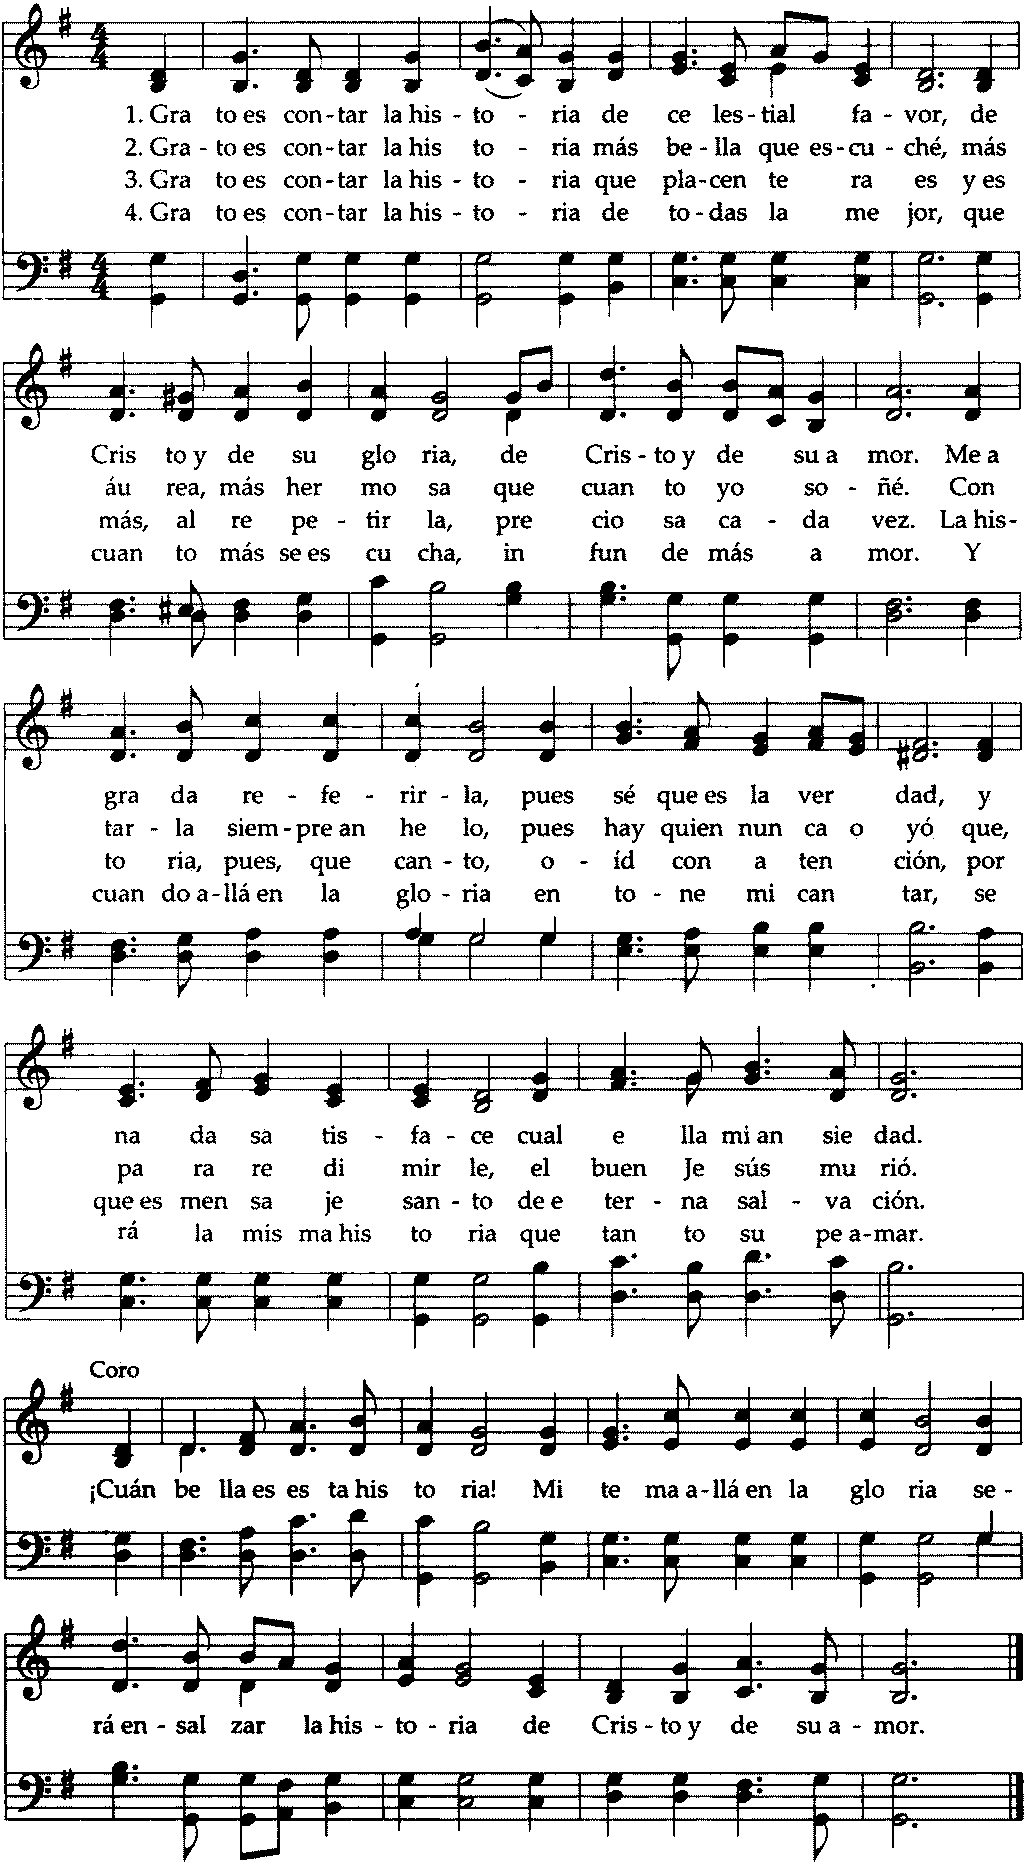 1. Gra to es con-tar la his - to - ria de ce les-tial fa - vor, de
2. Gra - to es con-tar la his to - ria más be - lla que es-cu - ché, más
3. Gra to es con-tar la his - to - ria que pla-cen te ra es y es
4. Gra to es con-tar la his - to - ria de to-das la me jor, que
Cris to y de su glo ria, de Cris - to y de su a mor. Me a
áu rea, más her mo sa que cuan to yo so - ñé. Con
más, al re pe - tir la, pre cio sa ca - da vez. La his-
cuan to más se es cu cha, in fun de más a mor. Y
gra da re - fe - rir - la, pues sé que es la ver dad, y
tar - la siem-pre an he lo, pues hay quien nun ca o yó que,
to ria, pues, que can - to, o - íd con a ten ción, por
cuan do a-llá en la glo - ria en to - ne mi can tar, se
na da sa tis - fa - ce cual e lla mi an sie dad.
pa ra re di mir le, el buen Je sús mu rió.
que es men sa je san - to de e ter - na sal - va ción.
rá la mis ma his to ria que tan to su pe a-mar.
Coro
¡Cuán be lla es es ta his to ria! Mi te ma a-llá en la glo ria se-
rá en - sal zar la his - to - ria de Cris - to y de su a - mor.